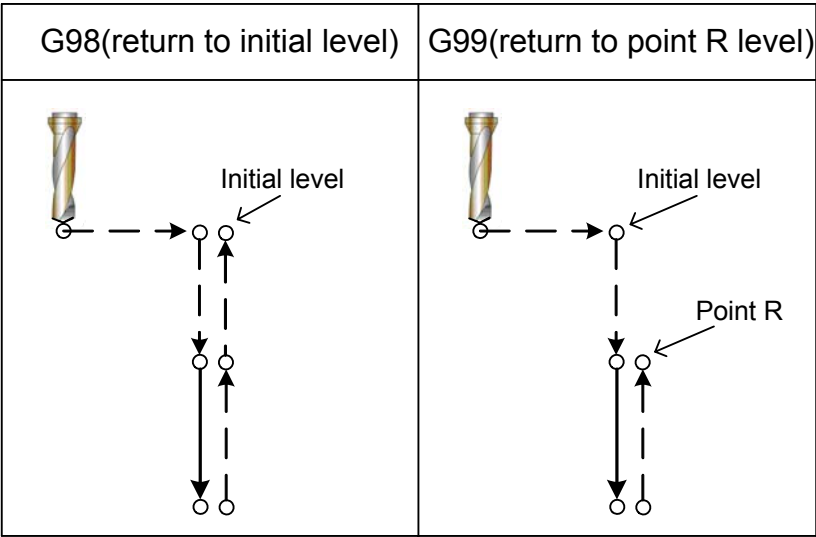 G98(return to initial level)
G99(return to point R level)
Initial level
Initial level
Point R